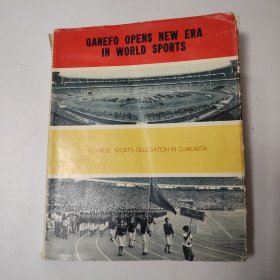 GANEFO OPENS NEW ERA
IN WORLD SPORTS
CHINESE SPORTS DELEGATION IN DJAKARTA